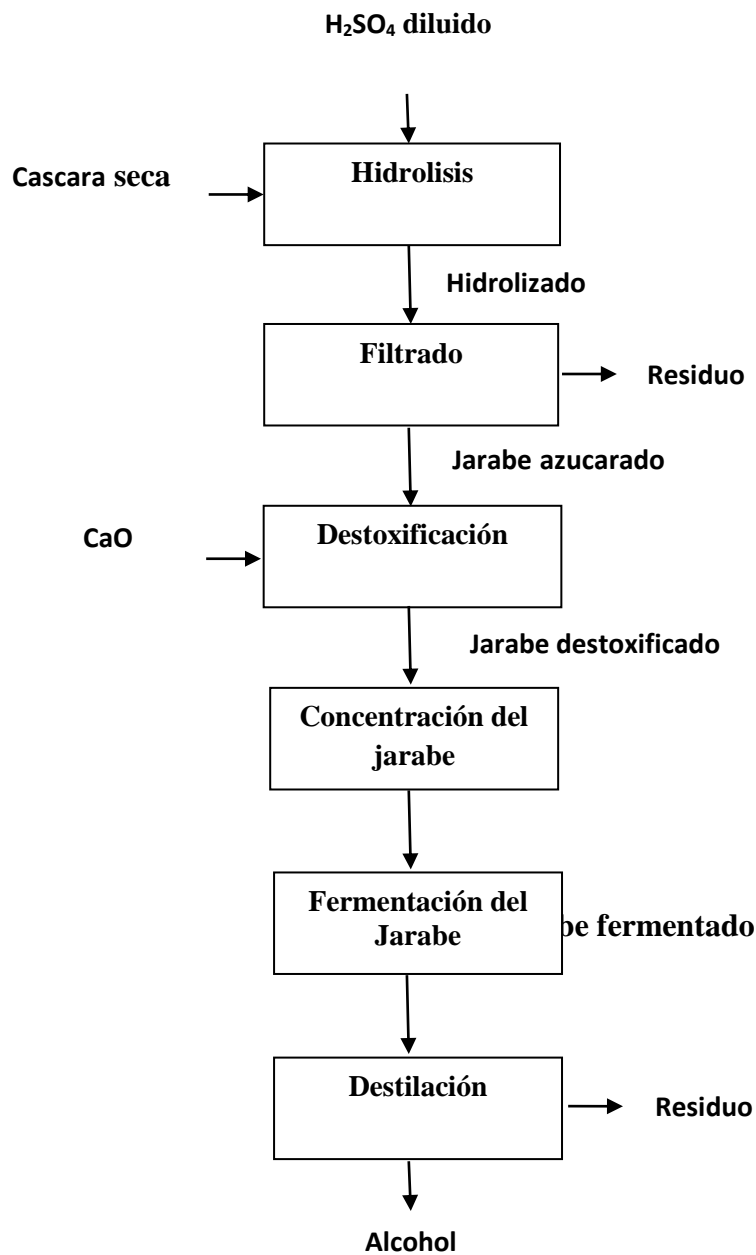 H₂SO₄ diluido
Hidrolisis
Cascara seca
Hidrolizado
Filtrado
Residuo
Jarabe azucarado
Destoxificación
CaO
Jarabe destoxificado
Concentración del
jarabe
Fermentación del
Jarabe
fermentado
Destilación
Residuo
Alcohol